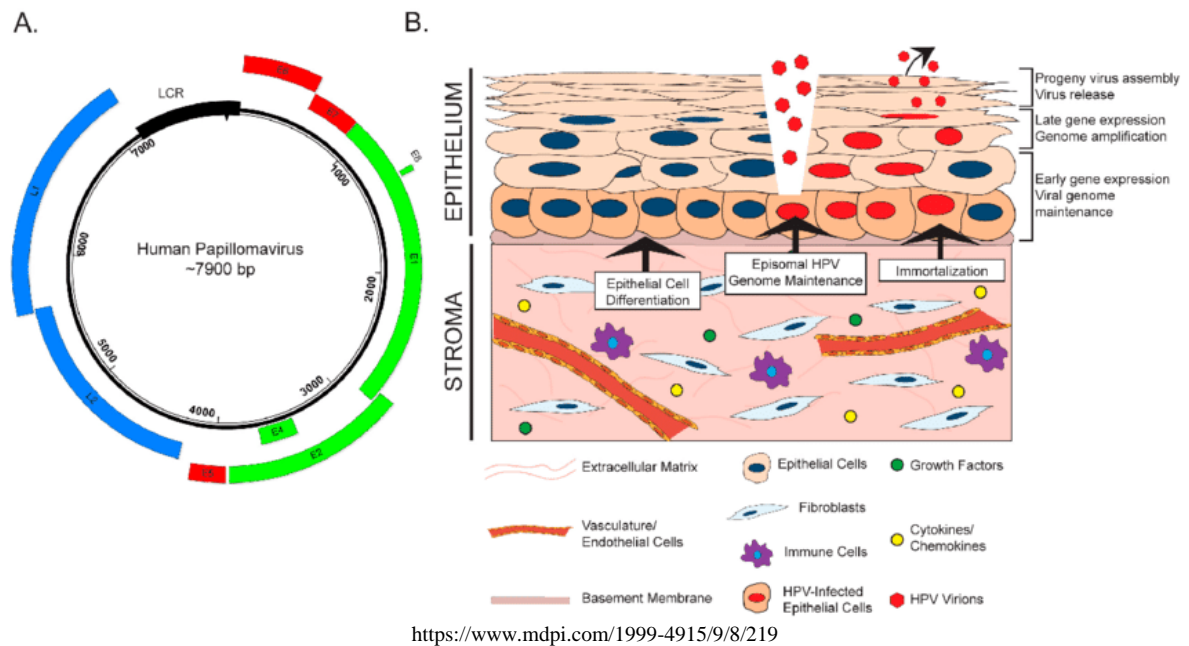 A.
LCR
E6
E7
E8
E1
E2
E4
E5
L2
L1
1000
2000
3000
4000
5000
6000
7000
Human Papillomavirus
~7900 bp
B.
EPITHELIUM
STROMA
Progeny virus assembly
Virus release
Late gene expression
Genome amplification
Early gene expression
Viral genome
maintenance
Epithelial Cell
Differentiation
Episomal HPV
Genome Maintenance
Immortalization
Extracellular Matrix
Vasculature/
Endothelial Cells
Basement Membrane
Epithelial Cells
Fibroblasts
Immune Cells
HPV-Infected
Epithelial Cells
Growth Factors
Cytokines/
Chemokines
HPV Virions
https://www.mdpi.com/1999-4915/9/8/219